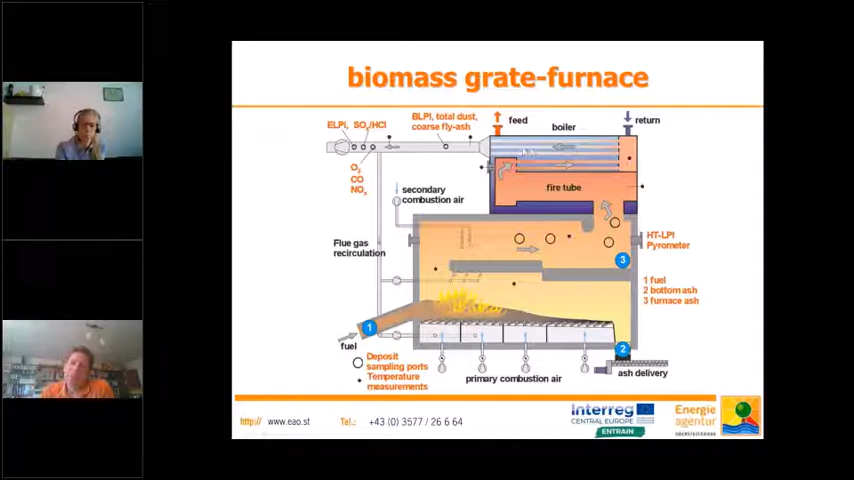 biomass grate-furnace
ELPi, SOx/HCl
BLPI, total dust,
coarse fly-ash
feed
boiler
return
O2
CO
NOx
secondary
combustion air
fire tube
Flue gas
recirculation
HT-LPI
Pyrometer
3
1 fuel
2 bottom ash
3 furnace ash
1
fuel
2
Deposit
sampling ports
Temperature
measurements
primary combustion air
ash delivery
http://
www.eao.st
Tel.:
+43 (0) 3577 / 26 6 64
Interreg
CENTRAL EUROPE
ENTRAIN
Energie
agentur